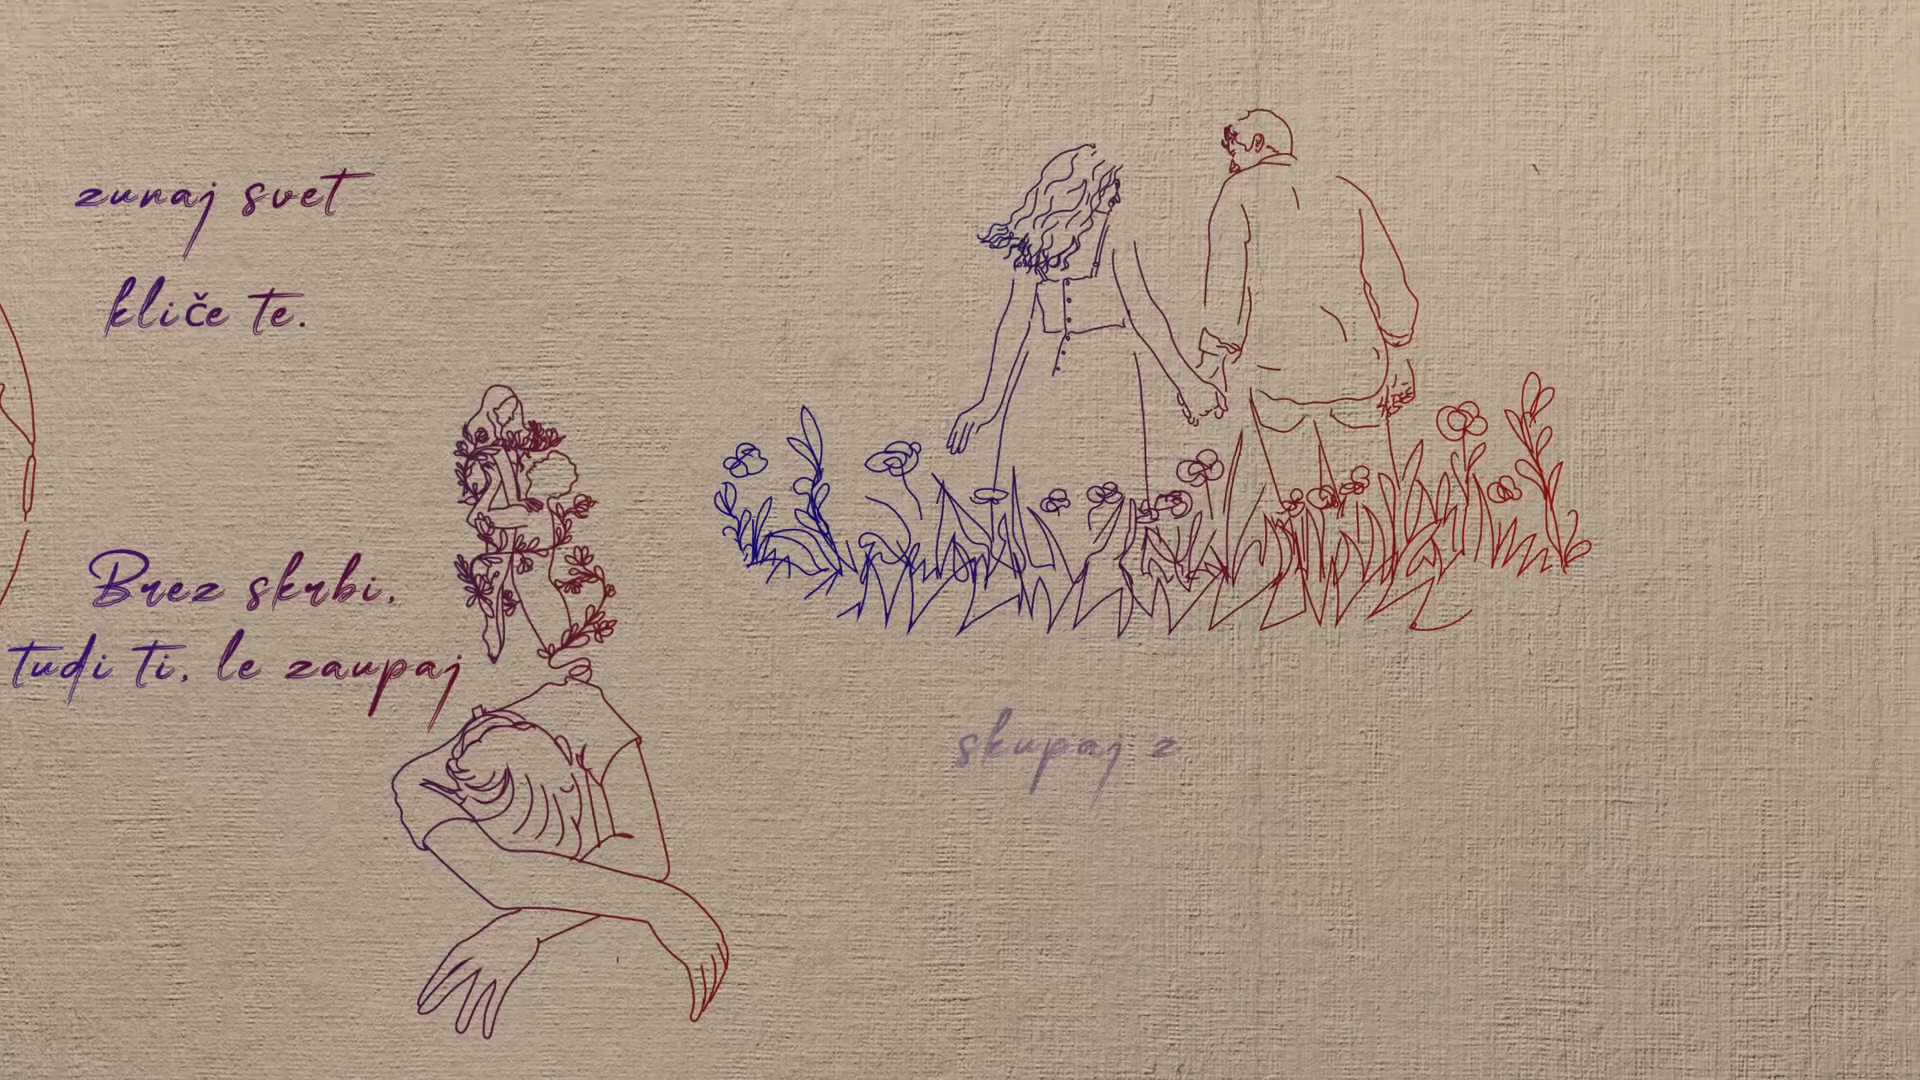 zunaj svet
kliče te.
Brez skrbi,
tudi ti, le zaupaj
skupaj z